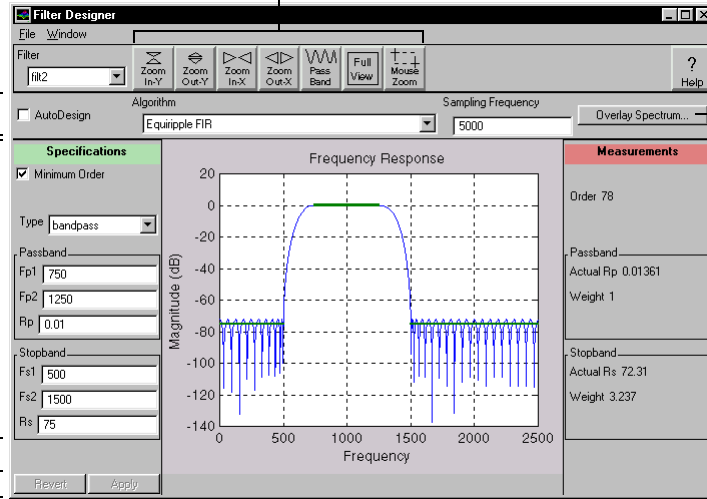 Filter Designer
File Window
Filter
filt2
Zoom In-Y
Zoom Out-Y
Zoom In-X
Zoom Out-X
Pass Band
Full View
Mouse Zoom
? Help
AutoDesign
Algorithm
Equiripple FIR
Sampling Frequency
5000
Overlay Spectrum...
Specifications
Minimum Order
Type bandpass
Passband
Fp1 750
Fp2 1250
Rp 0.01
Stopband
Fs1 500
Fs2 1500
Rs 75
Revert Apply
Frequency Response
Magnitude (dB)
20
0
-20
-40
-60
-80
-100
-120
-140
0 500 1000 1500 2000 2500
Frequency
Measurements
Order 78
Passband
Actual Rp 0.01361
Weight 1
Stopband
Actual Rs 72.31
Weight 3.237